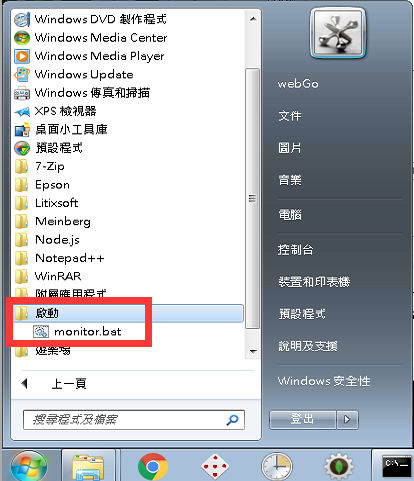 Windows DVD 製作程式
Windows Media Center
Windows Media Player
Windows Update
Windows 傳真和掃描
XPS 檢視器
桌面小工具庫
預設程式
7-Zip
Epson
Litixsoft
Meinberg
Node.js
Notepad++
WinRAR
附屬應用程式
啟動
monitor.bat
遊樂場
上一頁
搜尋程式及檔案
webGo
文件
圖片
音樂
電腦
控制台
裝置和印表機
預設程式
說明及支援
Windows 安全性
登出
C:\